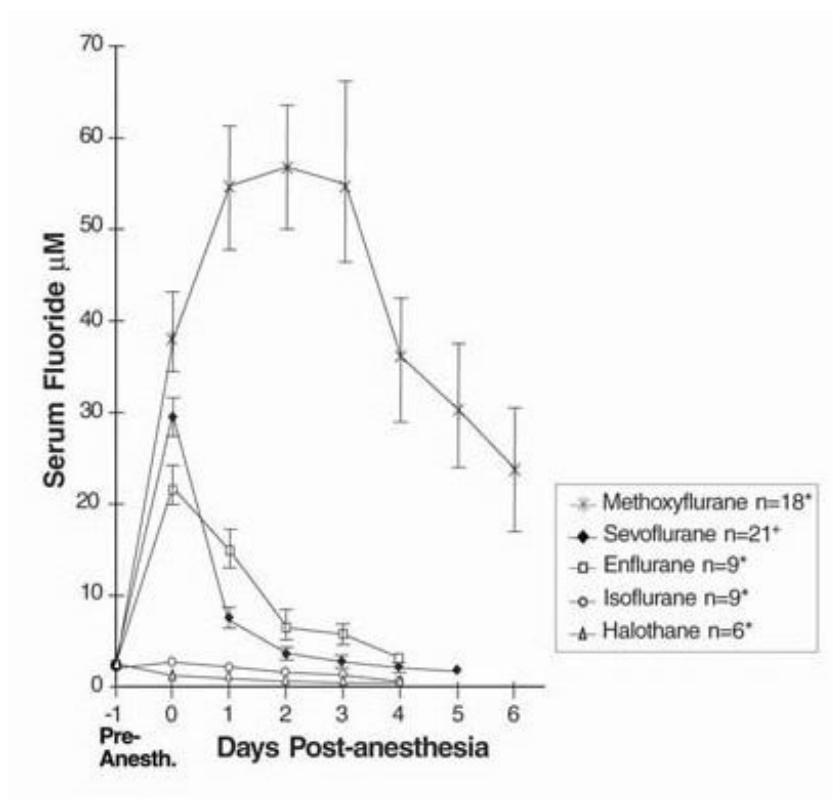 70
60
50
40
30
20
10
0
Serum Fluoride μM
-1 0 1 2 3 4 5 6
Pre-
Anesth.
Days Post-anesthesia
Methoxyflurane n=18*
Sevoflurane n=21+
Enflurane n=9*
Isoflurane n=9*
Halothane n=6*